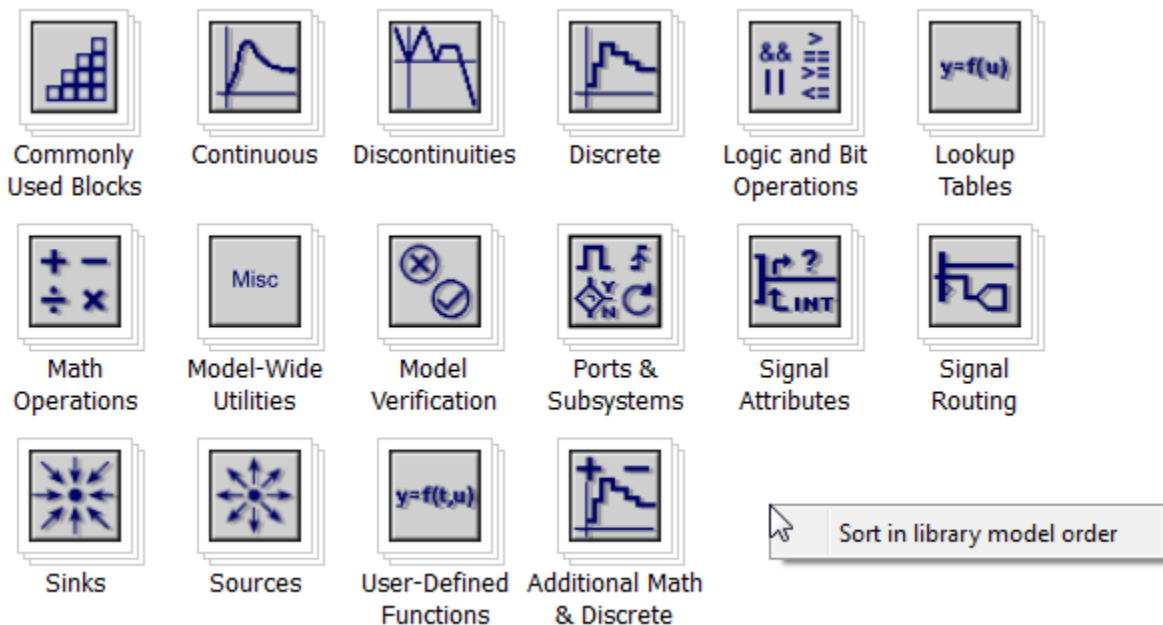 && > == >= <=
||
y=f(u)
Commonly
Used Blocks
Continuous
Discontinuities
Discrete
Logic and Bit
Operations
Lookup
Tables
+ −
÷ ×
Misc
Y
N
?
INT
Math
Operations
Model-Wide
Utilities
Model
Verification
Ports &
Subsystems
Signal
Attributes
Signal
Routing
y=f(t,u)
+ −
Sort in library model order
Sinks
Sources
User-Defined
Functions
Additional Math
& Discrete